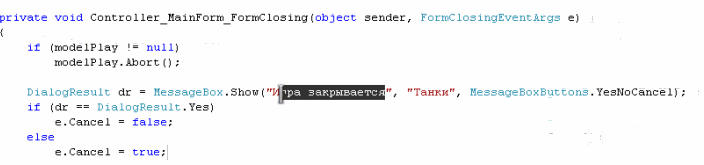 private void Controller_MainForm_FormClosing(object sender, FormClosingEventArgs e)
{
if (modelPlay != null)
modelPlay.Abort();
DialogResult dr = MessageBox.Show("Игра закрывается", "Танки", MessageBoxButtons.YesNoCancel);
if (dr == DialogResult.Yes)
e.Cancel = false;
else
e.Cancel = true;